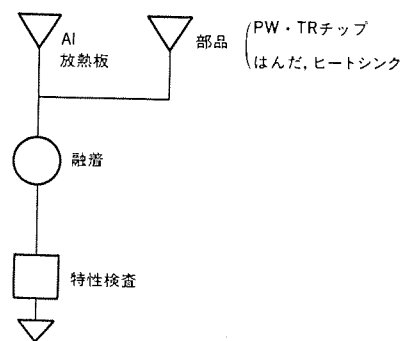 Al
放熱板
部品
PW・TRチップ
はんだ,ヒートシンク
融着
特性検査